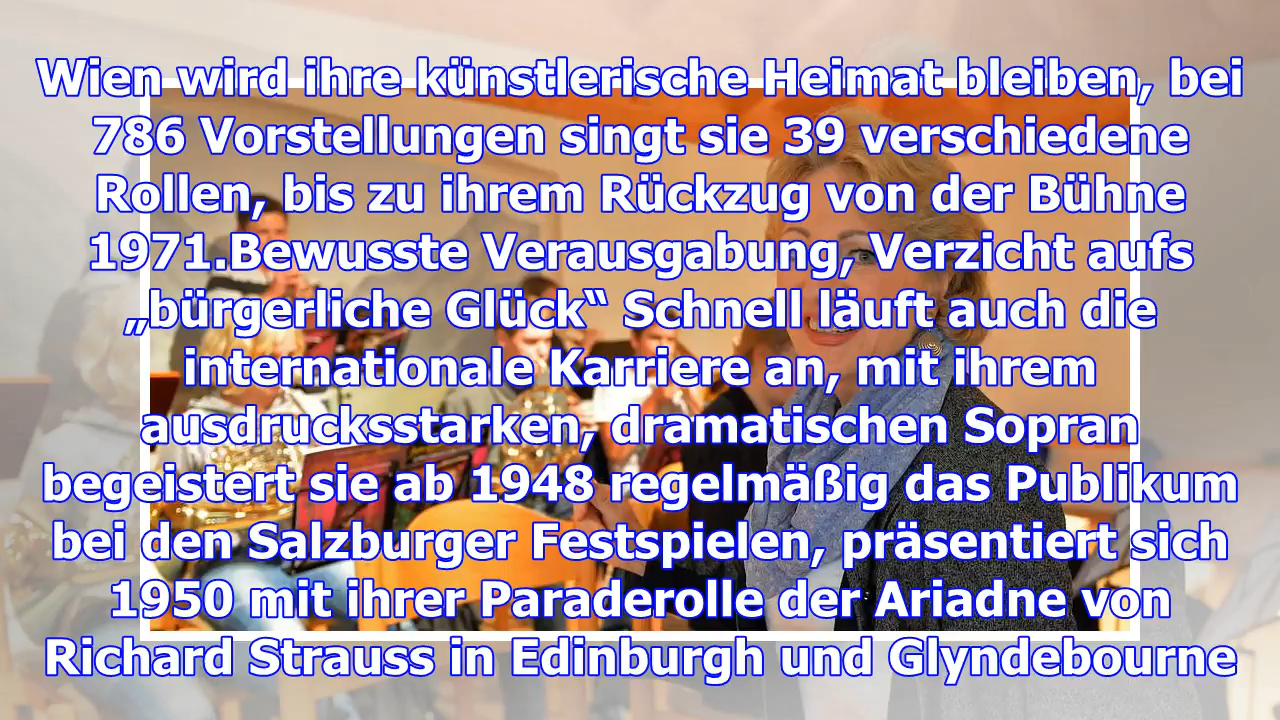 Wien wird ihre künstlerische Heimat bleiben, bei
786 Vorstellungen singt sie 39 verschiedene
Rollen, bis zu ihrem Rückzug von der Bühne
1971.Bewusste Verausgabung, Verzicht aufs
„bürgerliche Glück“ Schnell läuft auch die
internationale Karriere an, mit ihrem
ausdrucksstarken, dramatischen Sopran
begeistert sie ab 1948 regelmäßig das Publikum
bei den Salzburger Festspielen, präsentiert sich
1950 mit ihrer Paraderolle der Ariadne von
Richard Strauss in Edinburgh und Glyndebourne